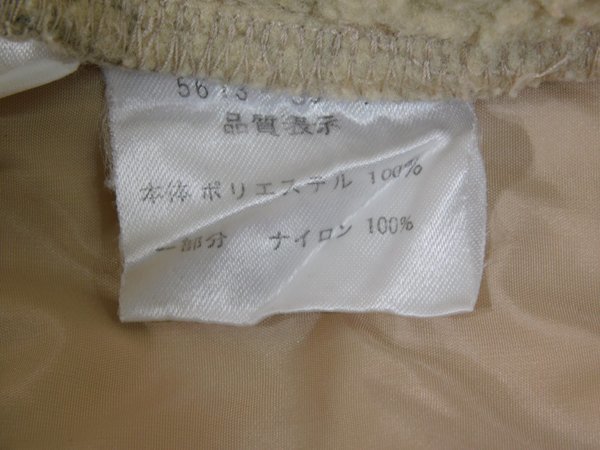 品質表示
本体 ポリエステル 100%
部分 ナイロン 100%